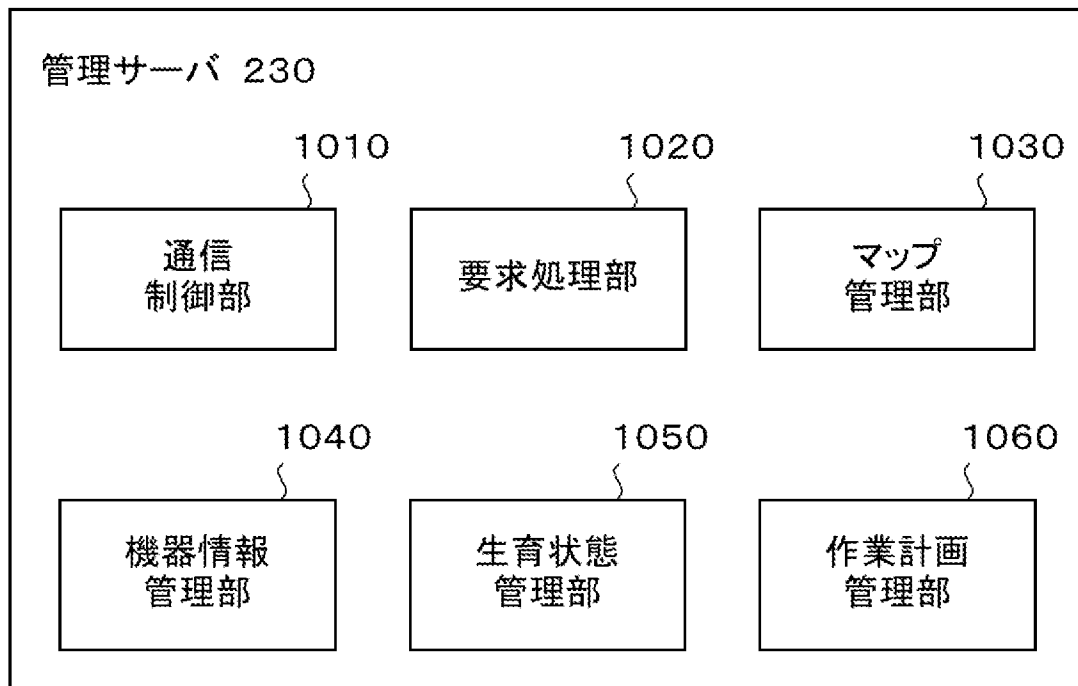 管理サーバ 230
1010
1020
1030
通信
制御部
要求処理部
マップ
管理部
1040
1050
1060
機器情報
管理部
生育状態
管理部
作業計画
管理部